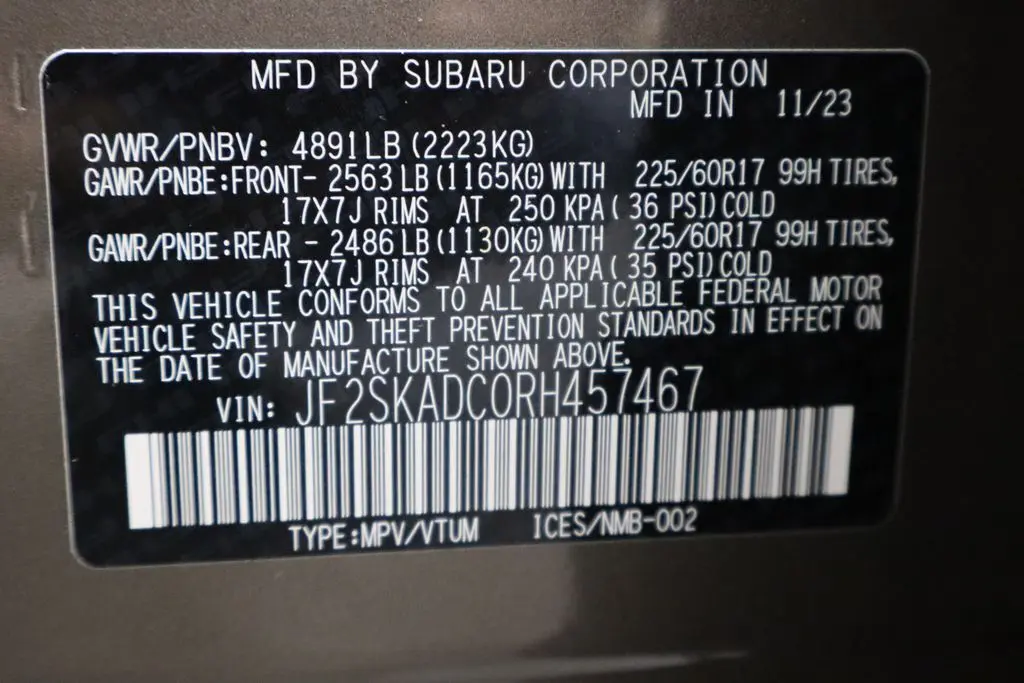 MFD BY SUBARU CORPORATION
MFD IN 11/23
GVWR/PNBV: 4891LB (2223KG)
GAWR/PNBE:FRONT- 2563 LB (1165KG) WITH 225/60R17 99H TIRES,
17X7J RIMS AT 250 KPA ( 36 PSI) COLD
GAWR/PNBE:REAR - 2486 LB (1130KG) WITH 225/60R17 99H TIRES,
17X7J RIMS AT 240 KPA ( 35 PSI) COLD
THIS VEHICLE CONFORMS TO ALL APPLICABLE FEDERAL MOTOR
VEHICLE SAFETY AND THEFT PREVENTION STANDARDS IN EFFECT ON
THE DATE OF MANUFACTURE SHOWN ABOVE.
VIN: JF2SKADC0RH457467
TYPE:MPV/VTUM ICES/NMB-002